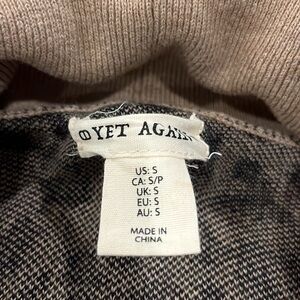 YET AGAIN
US: S
CA: S/P
UK: S
EU: S
AU: S
MADE IN
CHINA